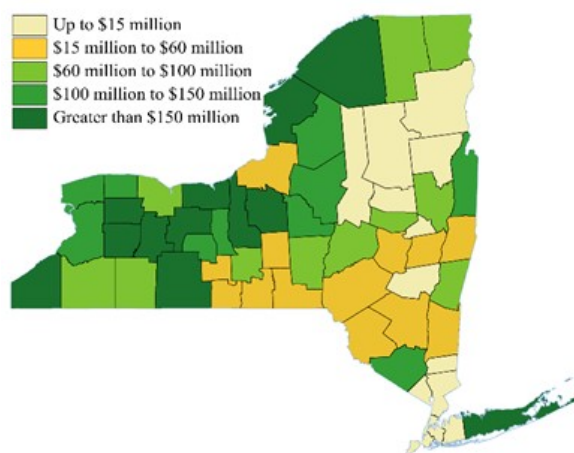 Up to $15 million
$15 million to $60 million
$60 million to $100 million
$100 million to $150 million
Greater than $150 million